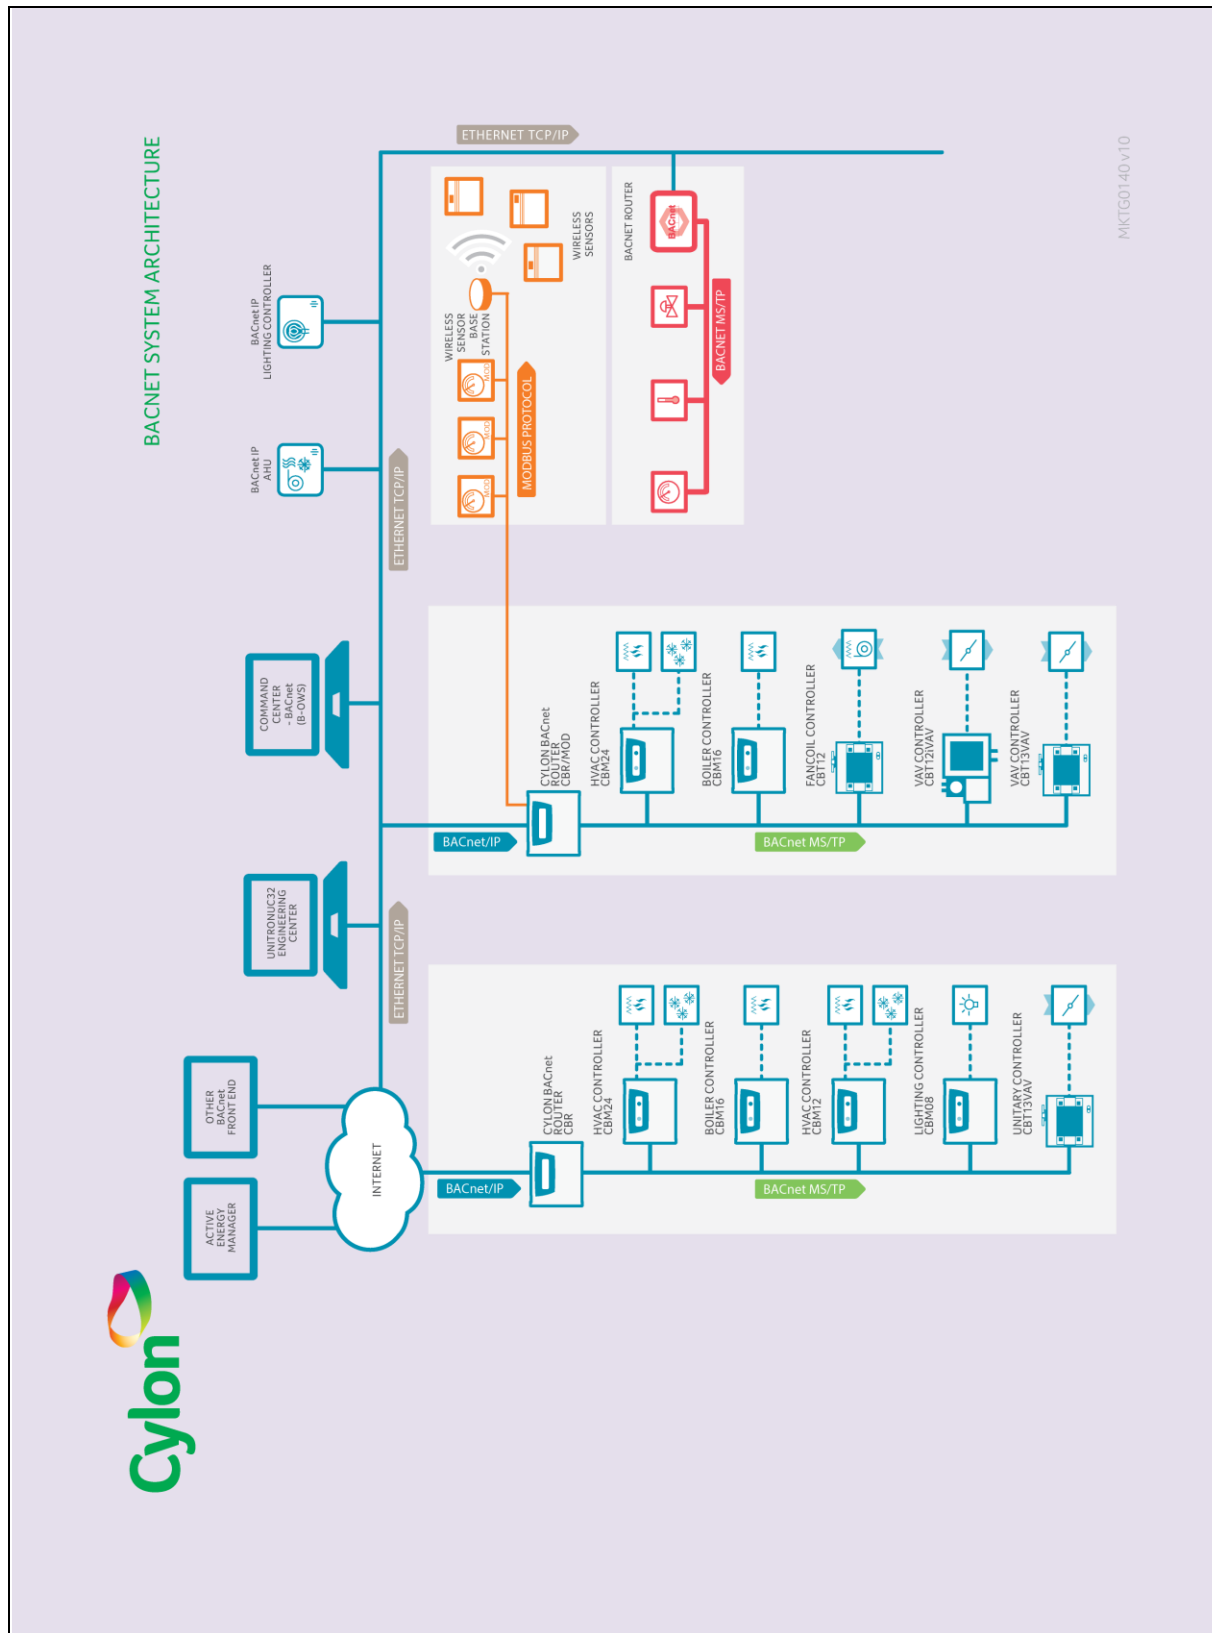 Cylon
BACNET SYSTEM ARCHITECTURE
ACTIVE
ENERGY
MANAGER
OTHER
BACnet
FRONT END
UNITRONUC32
ENGINEERING
CENTER
COMMAND
CENTER
- BACnet
(B-OWS)
BACnet IP
AHU
BACnet IP
LIGHTING CONTROLLER
INTERNET
ETHERNET TCP/IP
ETHERNET TCP/IP
ETHERNET TCP/IP
BACnet/IP
CYLON BACnet
ROUTER
CBR
HVAC CONTROLLER
CBM24
BOILER CONTROLLER
CBM16
HVAC CONTROLLER
CBM12
LIGHTING CONTROLLER
CBM08
UNITARY CONTROLLER
CBT13VAV
BACnet MS/TP
BACnet/IP
CYLON BACnet
ROUTER
CBR/MOD
HVAC CONTROLLER
CBM24
BOILER CONTROLLER
CBM16
FANCOIL CONTROLLER
CBT12
VAV CONTROLLER
CBT12iVAV
VAV CONTROLLER
CBT13VAV
BACnet MS/TP
MOD
MOD
MOD
WIRELESS
SENSOR
BASE
STATION
WIRELESS
SENSORS
MODBUS PROTOCOL
BACNET ROUTER
BACnet
BACNET MS/TP
MKTG0140 v10